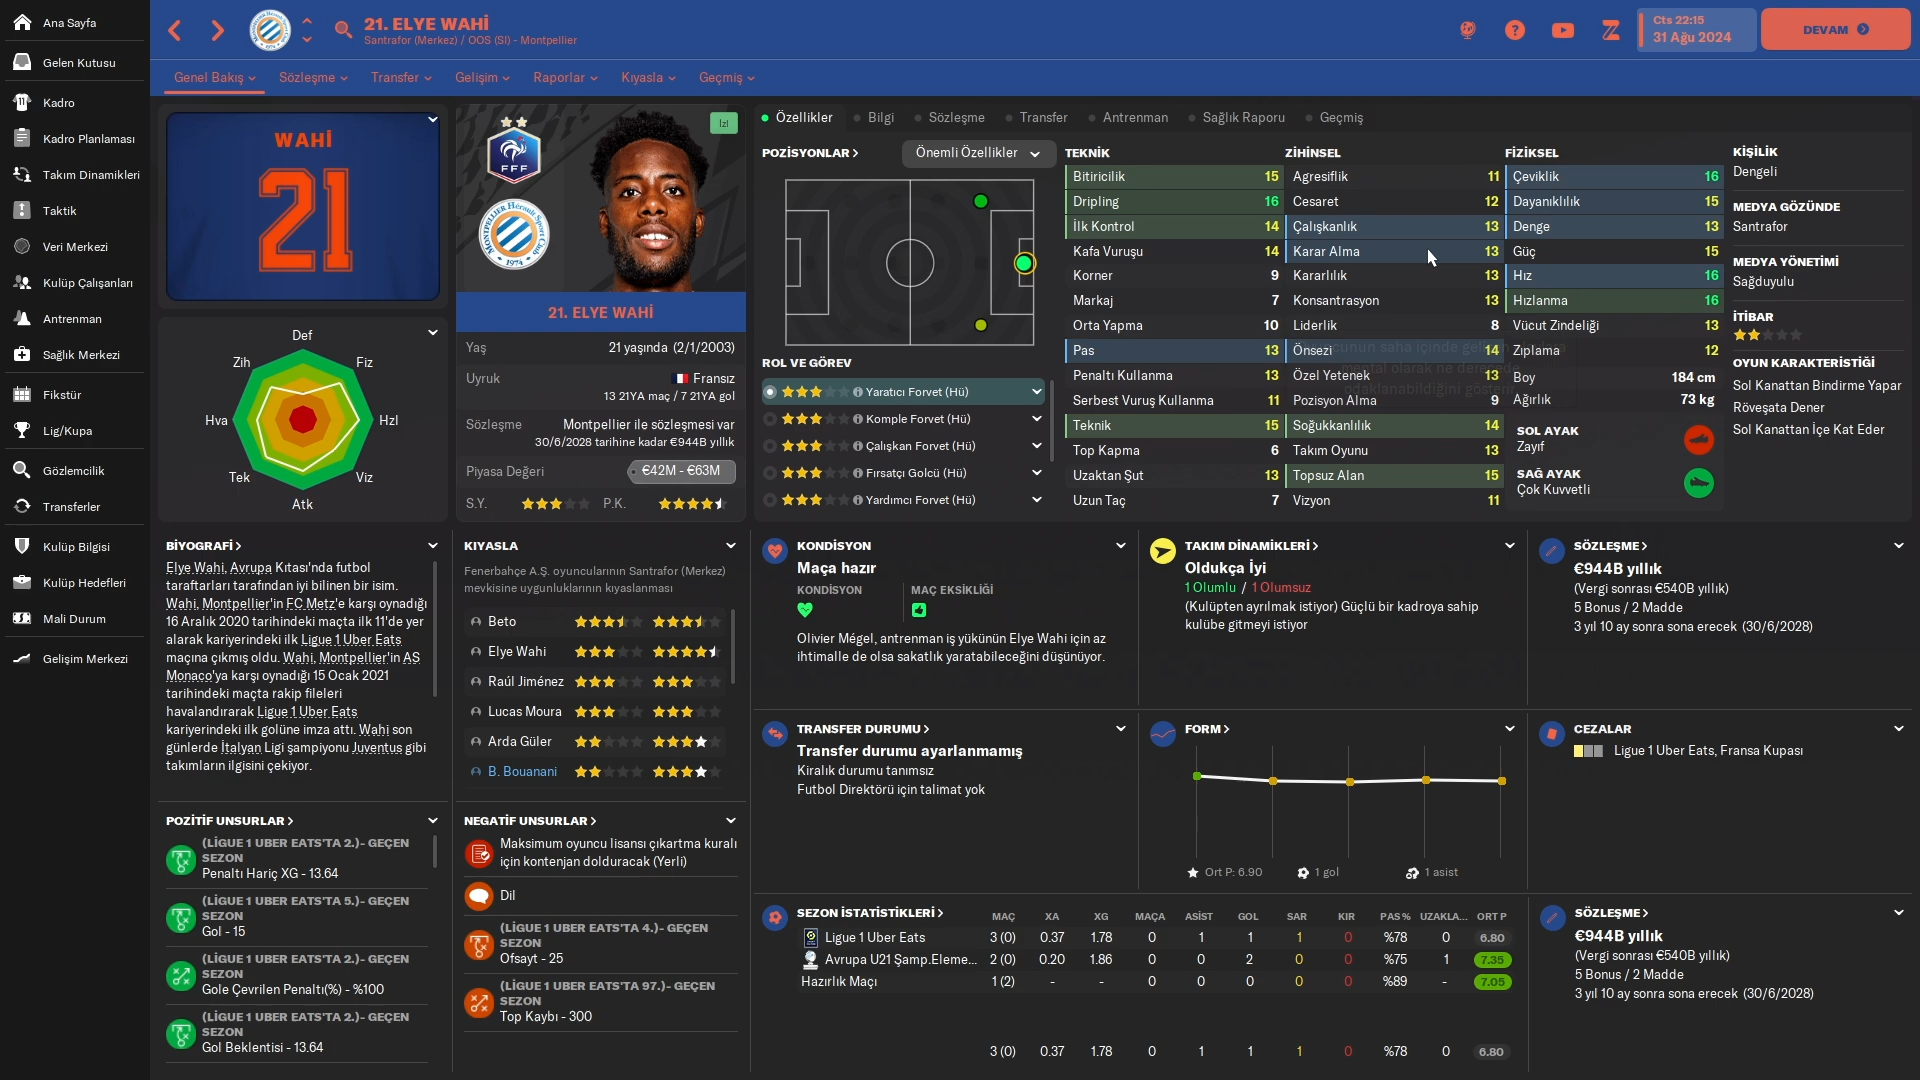 Ana Sayfa
Gelen Kutusu
Kadro
Kadro Planlaması
Takım Dinamikleri
Taktik
Veri Merkezi
Kulüp Çalışanları
Antrenman
Sağlık Merkezi
Fikstür
Lig/Kupa
Gözlemcilik
Transferler
Kulüp Bilgisi
Kulüp Hedefleri
Mali Durum
Gelişim Merkezi
21. ELYE WAHİ
Santrafor (Merkez) / OOS (Sl) - Montpellier
Cts 22:15
31 Ağu 2024
DEVAM
Genel Bakış
Sözleşme
Transfer
Gelişim
Raporlar
Kıyasla
Geçmiş
WAHİ
21
Def
Fiz
Hzl
Viz
Atk
Tek
Hva
Zih
FFF
MONTPELLIER Hérault Sport Club
1974
İzl
21. ELYE WAHİ
Yaş 21 yaşında (2/1/2003)
Uyruk Fransız
13 21YA maç / 7 21YA gol
Sözleşme Montpellier ile sözleşmesi var
30/6/2028 tarihine kadar €944B yıllık
Piyasa Değeri €42M - €63M
S.Y. P.K.
Özellikler Bilgi Sözleşme Transfer Antrenman Sağlık Raporu Geçmiş
POZİSYONLAR
Önemli Özellikler
ROL VE GÖREV
Yaratıcı Forvet (Hü)
Komple Forvet (Hü)
Çalışkan Forvet (Hü)
Fırsatçı Golcü (Hü)
Yardımcı Forvet (Hü)
TEKNİK
Bitiricilik 15
Dripling 16
İlk Kontrol 14
Kafa Vuruşu 14
Korner 9
Markaj 7
Orta Yapma 10
Pas 13
Penaltı Kullanma 13
Serbest Vuruş Kullanma 11
Teknik 15
Top Kapma 6
Uzaktan Şut 13
Uzun Taç 7
ZİHİNSEL
Agresiflik 11
Cesaret 12
Çalışkanlık 13
Karar Alma 13
Kararlılık 13
Konsantrasyon 13
Liderlik 8
Önsezi 14
Özel Yetenek 13
Pozisyon Alma 9
Soğukkanlılık 14
Takım Oyunu 13
Topsuz Alan 15
Vizyon 11
FİZİKSEL
Çeviklik 16
Dayanıklılık 15
Denge 13
Güç 15
Hız 16
Hızlanma 16
Vücut Zindeliği 13
Zıplama 12
Boy 184 cm
Ağırlık 73 kg
SOL AYAK
Zayıf
SAĞ AYAK
Çok Kuvvetli
KİŞİLİK
Dengeli
MEDYA GÖZÜNDE
Santrafor
MEDYA YÖNETİMİ
Sağduyulu
İTİBAR
OYUN KARAKTERİSTİĞİ
Sol Kanattan Bindirme Yapar
Röveşata Dener
Sol Kanattan İçe Kat Eder
BİYOGRAFİ
Elye Wahi, Avrupa Kıtası'nda futbol
taraftarları tarafından iyi bilinen bir isim.
Wahi, Montpellier'in FC Metz'e karşı oynadığı
16 Aralık 2020 tarihindeki maçta ilk 11'de yer
alarak kariyerindeki ilk Ligue 1 Uber Eats
maçına çıkmış oldu. Wahi, Montpellier'in AS
Monaco'ya karşı oynadığı 15 Ocak 2021
tarihindeki maçta rakip fileleri
havalandırarak Ligue 1 Uber Eats
kariyerindeki ilk golüne imza attı. Wahi son
günlerde İtalyan Ligi şampiyonu Juventus gibi
takımların ilgisini çekiyor.
KIYASLA
Fenerbahçe A.Ş. oyuncularının Santrafor (Merkez)
mevkisine uygunluklarının kıyaslanması
Beto
Elye Wahi
Raúl Jiménez
Lucas Moura
Arda Güler
B. Bouanani
KONDİSYON
Maça hazır
KONDİSYON MAÇ EKSİKLİĞİ
Olivier Mégel, antrenman iş yükünün Elye Wahi için az
ihtimalle de olsa sakatlık yaratabileceğini düşünüyor.
TAKIM DİNAMİKLERİ
Oldukça İyi
1 Olumlu / 1 Olumsuz
(Kulüpten ayrılmak istiyor) Güçlü bir kadroya sahip
kulübe gitmeyi istiyor
SÖZLEŞME
€944B yıllık
(Vergi sonrası €540B yıllık)
5 Bonus / 2 Madde
3 yıl 10 ay sonra sona erecek (30/6/2028)
TRANSFER DURUMU
Transfer durumu ayarlanmamış
Kiralık durumu tanımsız
Futbol Direktörü için talimat yok
FORM
Ort P: 6.90 1 gol 1 asist
CEZALAR
Ligue 1 Uber Eats, Fransa Kupası
POZİTİF UNSURLAR
(LİGUE 1 UBER EATS'TA 2.)- GEÇEN
SEZON
Penaltı Hariç XG - 13.64
(LİGUE 1 UBER EATS'TA 5.)- GEÇEN
SEZON
Gol - 15
(LİGUE 1 UBER EATS'TA 2.)- GEÇEN
SEZON
Gole Çevrilen Penaltı(%) - %100
(LİGUE 1 UBER EATS'TA 2.)- GEÇEN
SEZON
Gol Beklentisi - 13.64
NEGATİF UNSURLAR
Maksimum oyuncu lisansı çıkartma kuralı
için kontenjan dolduracak (Yerli)
Dil
(LİGUE 1 UBER EATS'TA 4.)- GEÇEN
SEZON
Ofsayt - 25
(LİGUE 1 UBER EATS'TA 97.)- GEÇEN
SEZON
Top Kaybı - 300
SEZON İSTATİSTİKLERİ MAÇ XA XG MAÇA ASİST GOL SAR KIR PAS % UZAKLA... ORT P
Ligue 1 Uber Eats 3 (0) 0.37 1.78 0 1 1 1 0 %78 0 6.80
Avrupa U21 Şamp.Eleme... 2 (0) 0.20 1.86 0 0 2 0 0 %75 1 7.35
Hazırlık Maçı 1 (2) - - 0 0 0 0 0 %89 - 7.05
3 (0) 0.37 1.78 0 1 1 1 0 %78 0 6.80
SÖZLEŞME
€944B yıllık
(Vergi sonrası €540B yıllık)
5 Bonus / 2 Madde
3 yıl 10 ay sonra sona erecek (30/6/2028)